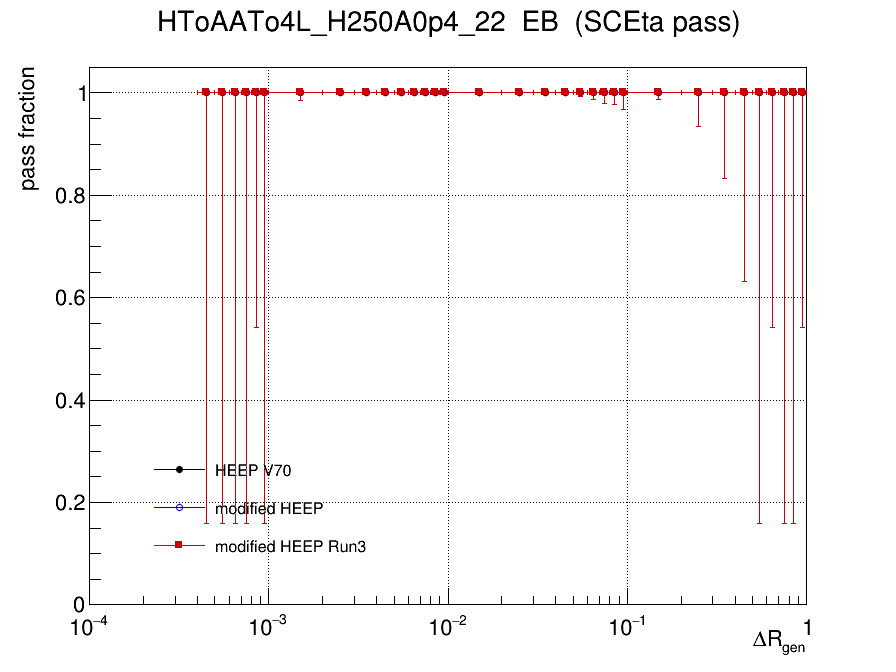 HToAATo4L_H250A0p4_22 EB (SCEta pass)
pass fraction
1
0.8
0.6
0.4
0.2
0
HEEP V70
modified HEEP
modified HEEP Run3
10⁻⁴ 10⁻³ 10⁻² 10⁻¹ 1
ΔR_gen